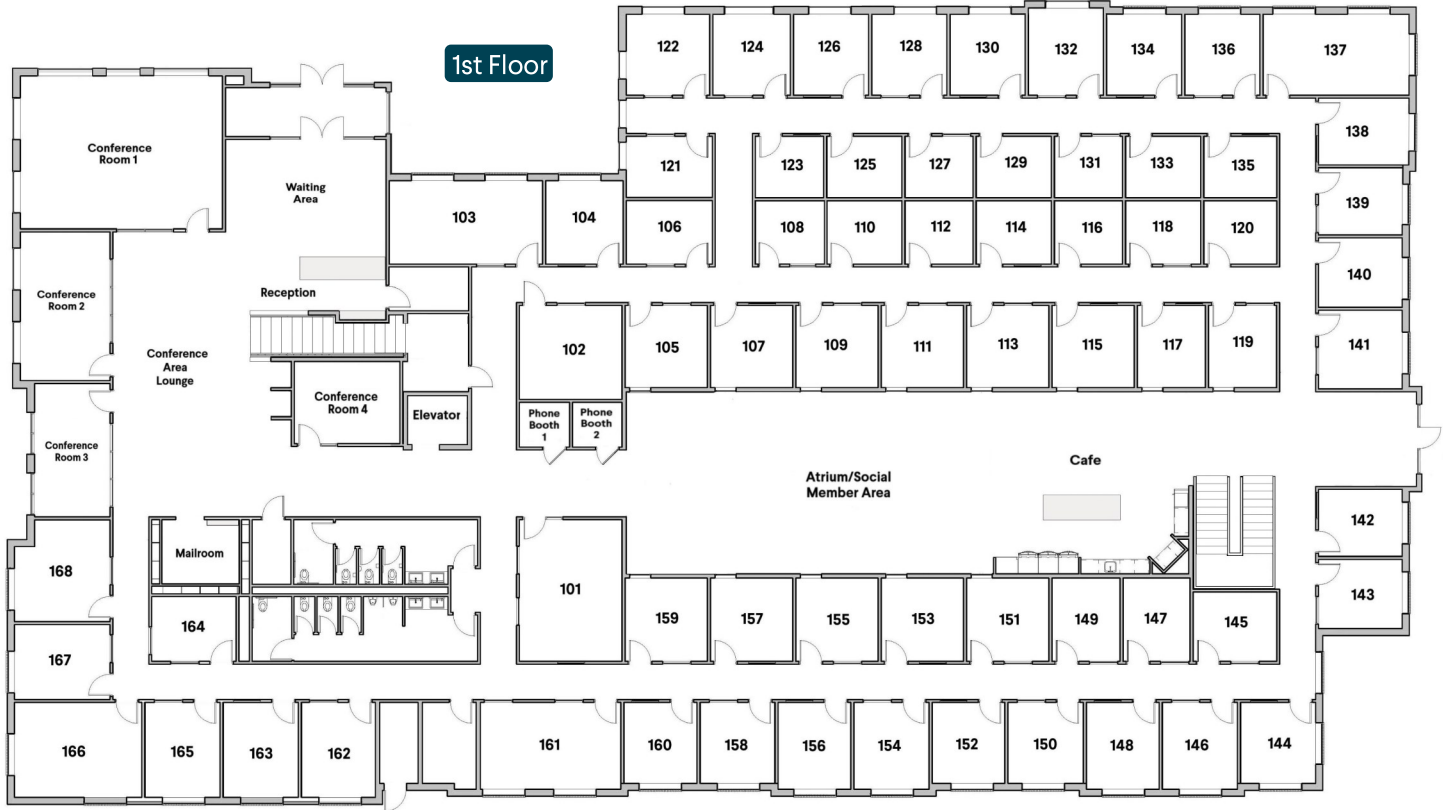 1st Floor
122
124
126
128
130
132
134
136
137
Conference
Room 1
138
121
123
125
127
129
131
133
135
Waiting
Area
139
103
104
106
108
110
112
114
116
118
120
140
Conference
Room 2
Reception
102
105
107
109
111
113
115
117
119
141
Conference
Area
Lounge
Conference
Room 4
Elevator
Phone
Booth
1
Phone
Booth
2
Conference
Room 3
Cafe
Atrium/Social
Member Area
142
Mailroom
168
101
143
164
159
157
155
153
151
149
147
145
167
166
165
163
162
161
160
158
156
154
152
150
148
146
144